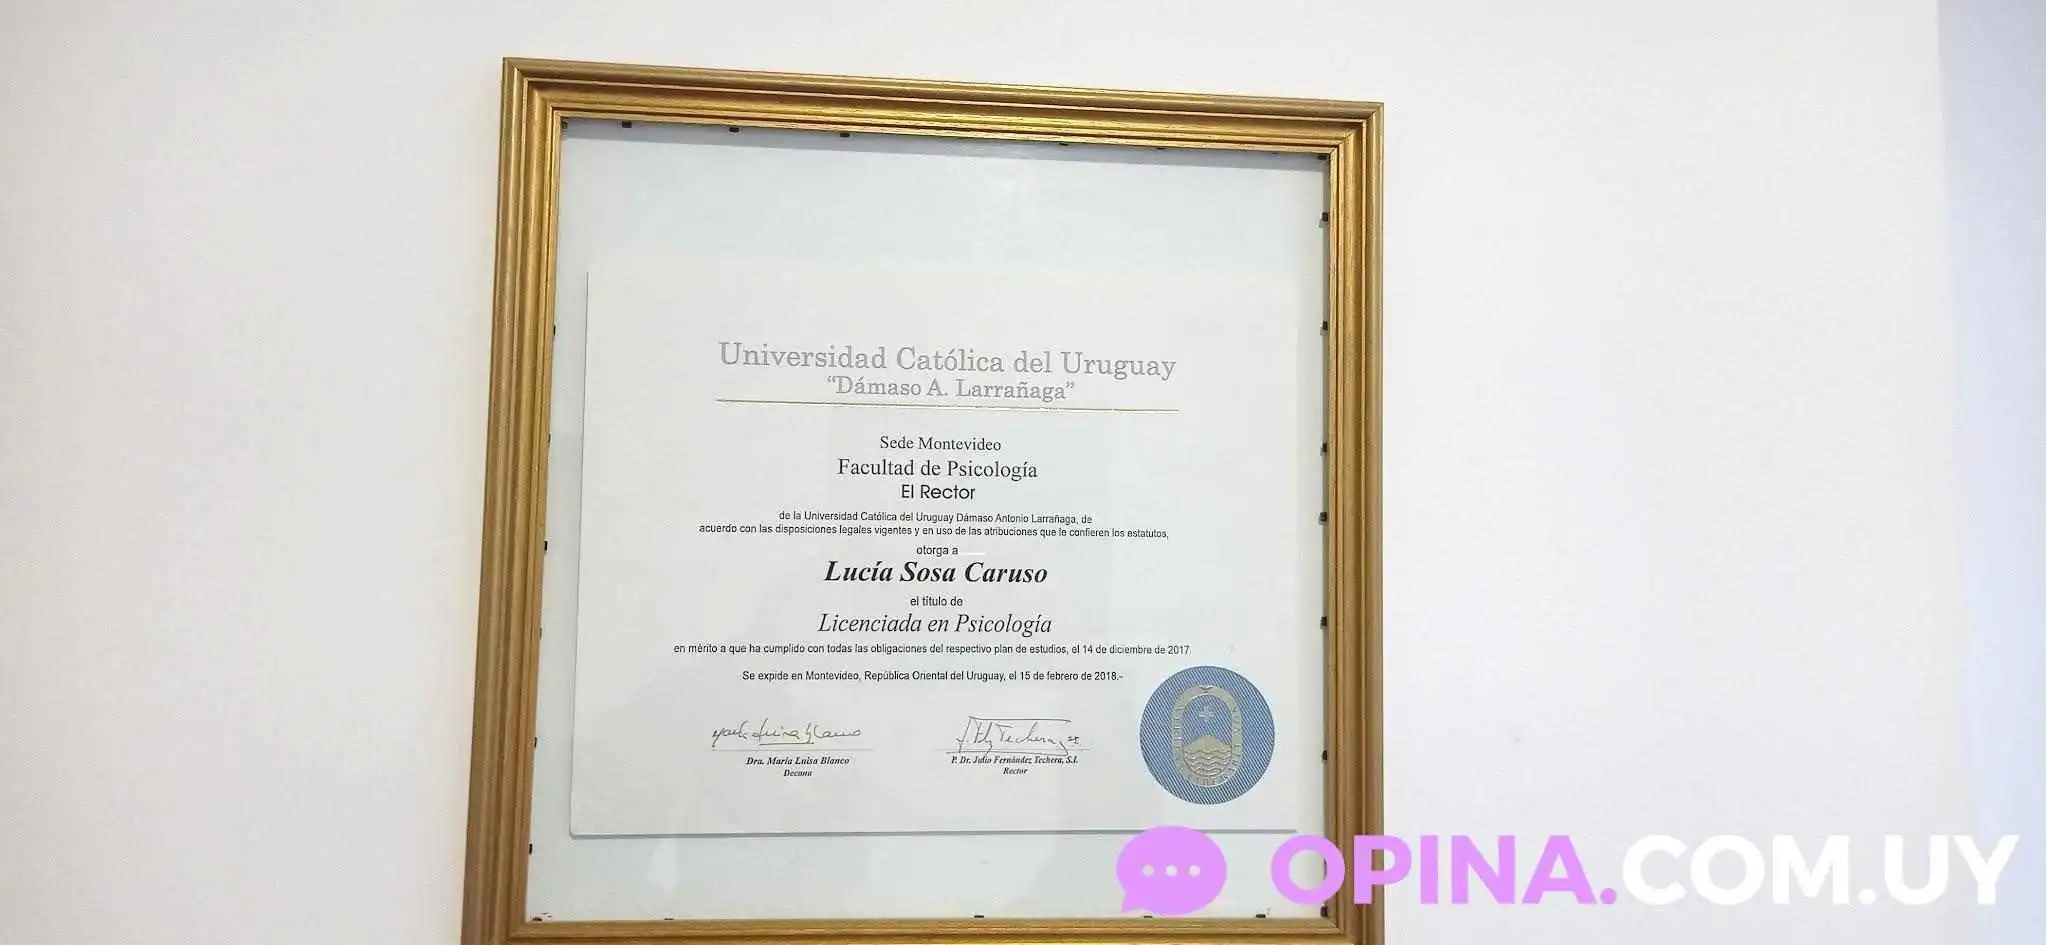 Universidad Católica del Uruguay
“Dámaso A. Larrañaga”
Sede Montevideo
Facultad de Psicología
El Rector
de la Universidad Católica del Uruguay Dámaso Antonio Larrañaga, de
acuerdo con las disposiciones legales vigentes y en uso de las atribuciones que le confieren los estatutos,
otorga a
Lucía Sosa Caruso
el título de
Licenciada en Psicología
en mérito a que ha cumplido con todas las obligaciones del respectivo plan de estudios, el 14 de diciembre de 2017.
Se expide en Montevideo, República Oriental del Uruguay, el 15 de febrero de 2018.-
Dra. María Luisa Blanco
Decana
P. Dr. Julio Fernández Techera, S.I.
Rector
OPINA.COM.UY